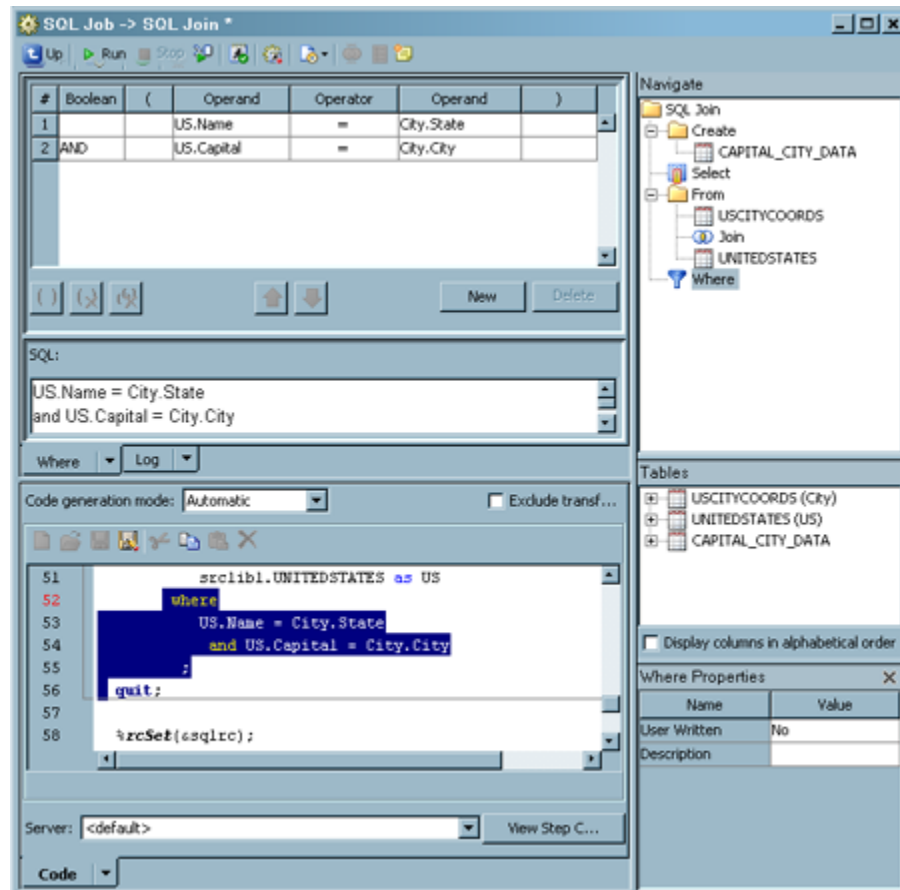 SQL Job -> SQL Join *
Up Run Stop
# Boolean ( Operand Operator Operand )
1 US.Name = City.State
2 AND US.Capital = City.City
New Delete
SQL:
US.Name = City.State
and US.Capital = City.City
Where Log
Code generation mode: Automatic Exclude transf...
51 srclibl.UNITEDSTATES as US
52 where
53 US.Name = City.State
54 and US.Capital = City.City
55 ;
56 quit;
57
58 %rcSet(&sqlrc);
Server: <default> View Step C...
Code
Navigate
SQL Join
Create
CAPITAL_CITY_DATA
Select
From
USCITYCOORDS
Join
UNITEDSTATES
Where
Tables
USCITYCOORDS (City)
UNITEDSTATES (US)
CAPITAL_CITY_DATA
Display columns in alphabetical order
Where Properties
Name Value
User Written No
Description